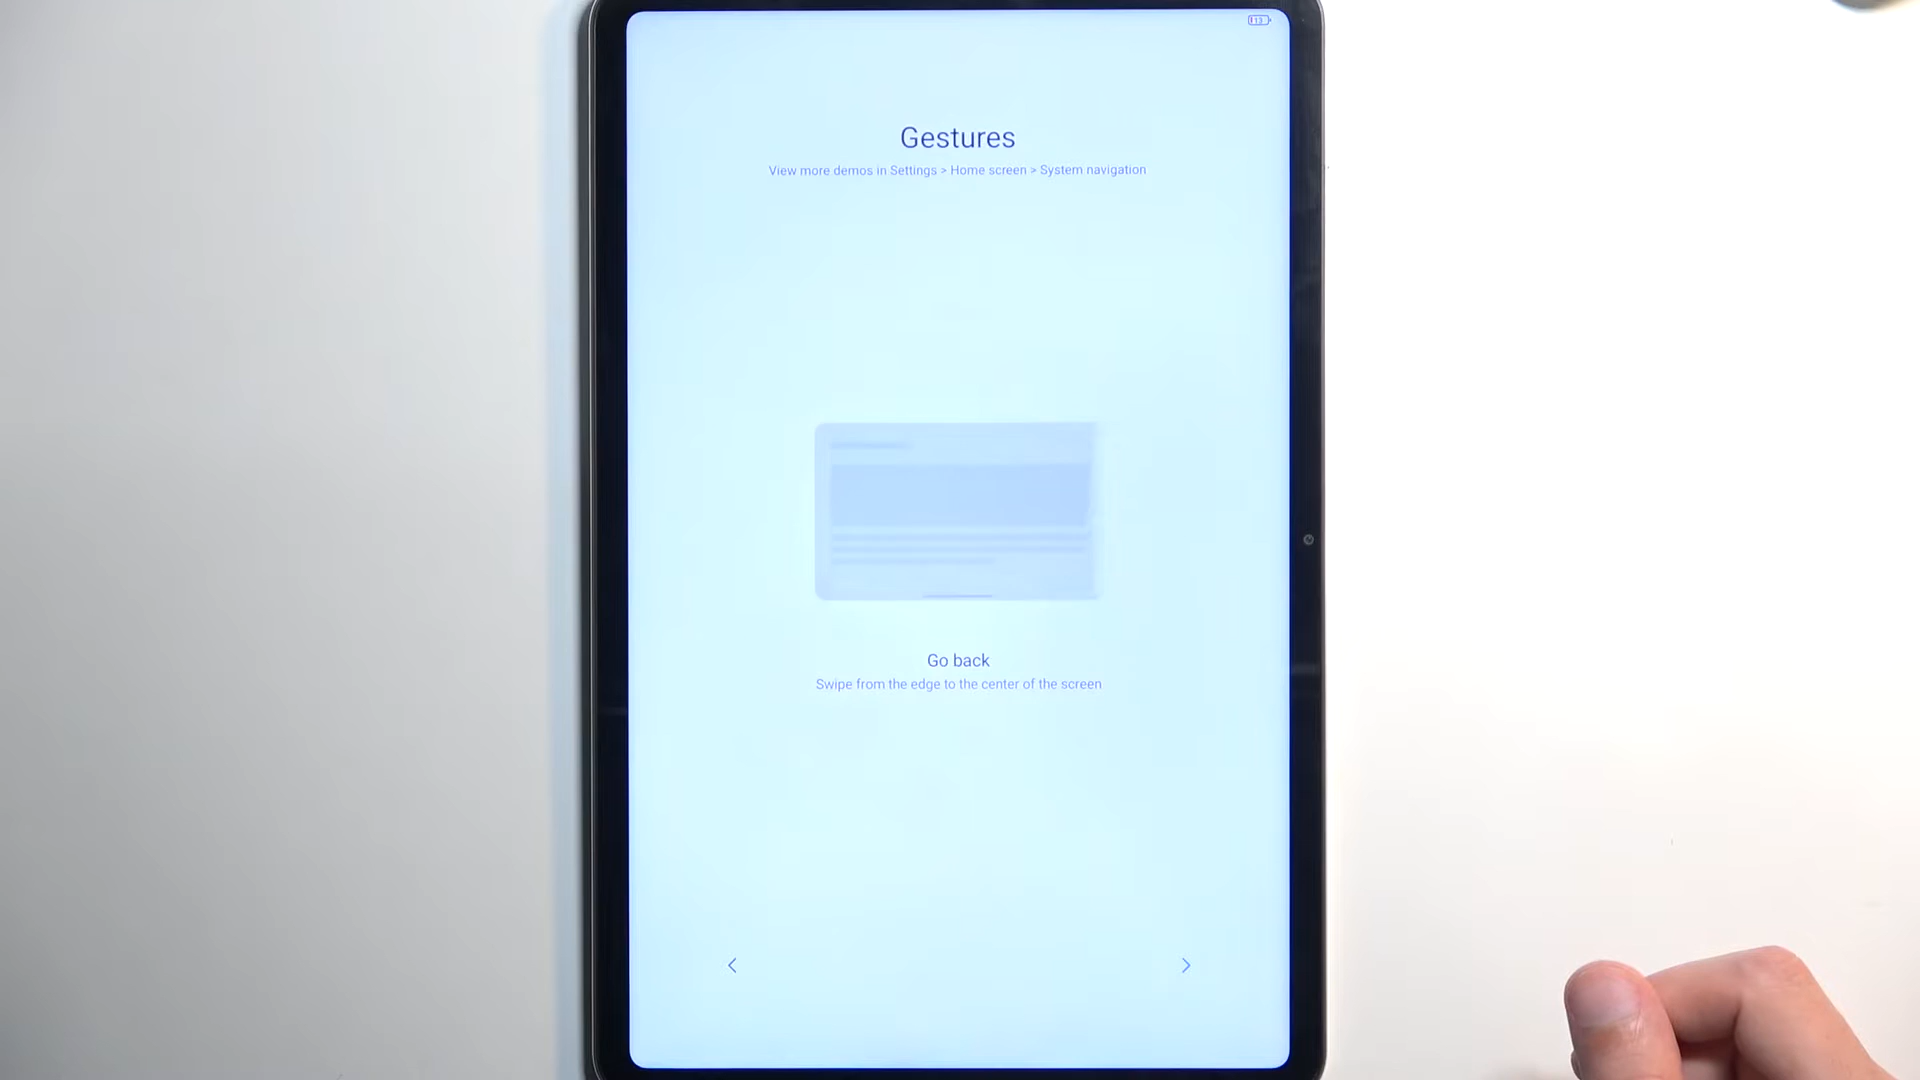 Gestures
View more demos in Settings > Home screen > System navigation
Go back
Swipe from the edge to the center of the screen